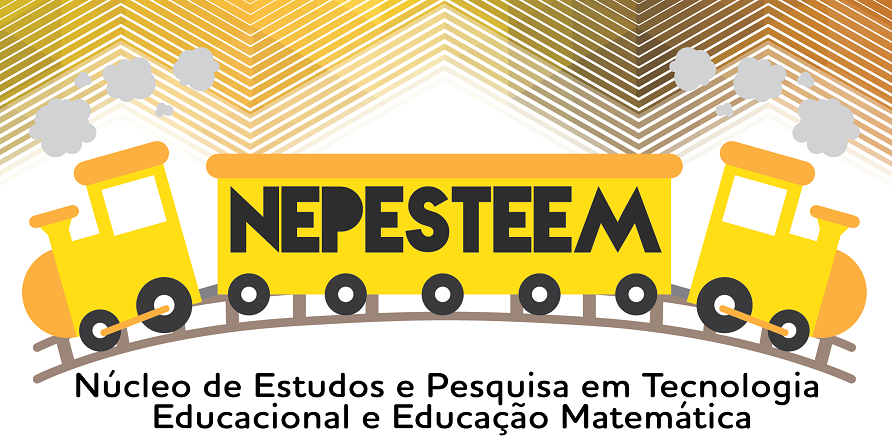 NEPESTEEM
Núcleo de Estudos e Pesquisa em Tecnologia
Educacional e Educação Matemática